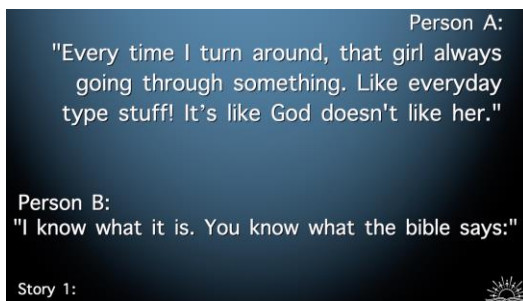 Person A:
"Every time I turn around, that girl always
going through something. Like everyday
type stuff! It’s like God doesn't like her."
Person B:
"I know what it is. You know what the bible says:"
Story 1: